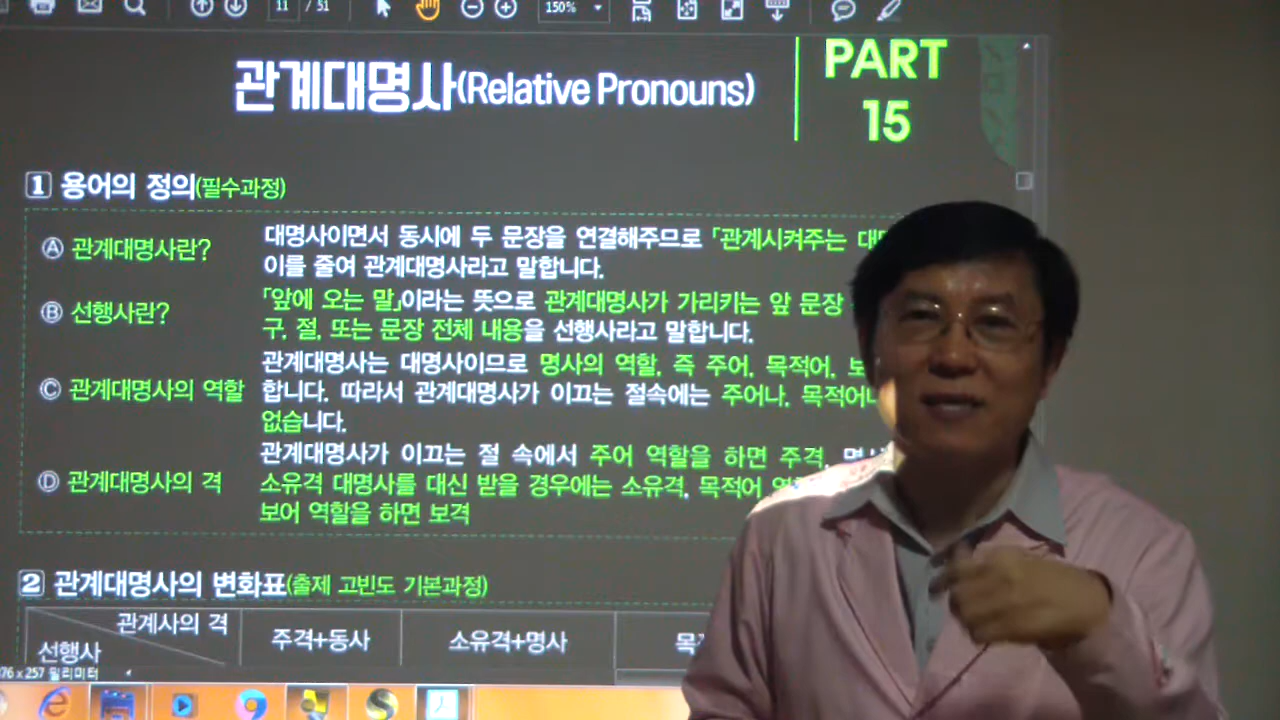 11 / 51
150%
관계대명사(Relative Pronouns)
PART
15
1 용어의 정의(필수과정)
Ⓐ 관계대명사란?
대명사이면서 동시에 두 문장을 연결해주므로 「관계시켜주는
이를 줄여 관계대명사라고 말합니다.
Ⓑ 선행사란?
「앞에 오는 말」이라는 뜻으로 관계대명사가 가리키는 앞 문장
구, 절, 또는 문장 전체 내용을 선행사라고 말합니다.
Ⓒ 관계대명사의 역할
관계대명사는 대명사이므로 명사의 역할, 즉 주어, 목적어,
합니다. 따라서 관계대명사가 이끄는 절속에는 주어나, 목적어나
없습니다.
Ⓓ 관계대명사의 격
관계대명사가 이끄는 절 속에서 주어 역할을 하면 주격,
소유격 대명사를 대신 받을 경우에는 소유격, 목적어
보어 역할을 하면 보격
2 관계대명사의 변화표(출제 고빈도 기본과정)
관계사의 격
선행사
주격+동사
소유격+명사
x 257 밀리미터